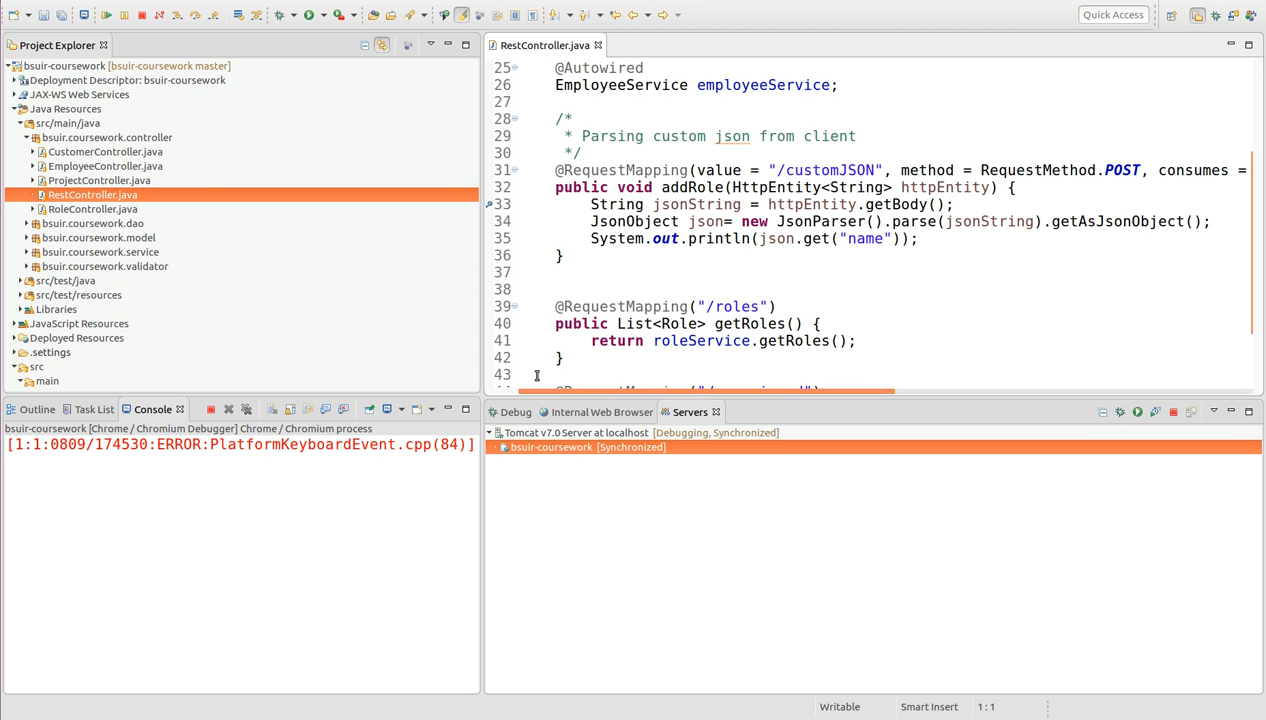 Quick Access
Project Explorer
bsuir-coursework [bsuir-coursework master]
Deployment Descriptor: bsuir-coursework
JAX-WS Web Services
Java Resources
src/main/java
bsuir.coursework.controller
CustomerController.java
EmployeeController.java
ProjectController.java
RestController.java
RoleController.java
bsuir.coursework.dao
bsuir.coursework.model
bsuir.coursework.service
bsuir.coursework.validator
src/test/java
src/test/resources
Libraries
JavaScript Resources
Deployed Resources
.settings
src
main
RestController.java
25 @Autowired
26 EmployeeService employeeService;
27
28 /*
29 * Parsing custom json from client
30 */
31 @RequestMapping(value = "/customJSON", method = RequestMethod.POST, consumes =
32 public void addRole(HttpEntity<String> httpEntity) {
33 String jsonString = httpEntity.getBody();
34 JsonObject json= new JsonParser().parse(jsonString).getAsJsonObject();
35 System.out.println(json.get("name"));
36 }
37
38
39 @RequestMapping("/roles")
40 public List<Role> getRoles() {
41 return roleService.getRoles();
42 }
43
Outline Task List Console
bsuir-coursework [Chrome / Chromium Debugger] Chrome / Chromium process
[1:1:0809/174530:ERROR:PlatformKeyboardEvent.cpp(84)]
Debug Internal Web Browser Servers
Tomcat v7.0 Server at localhost [Debugging, Synchronized]
bsuir-coursework [Synchronized]
Writable Smart Insert 1 : 1